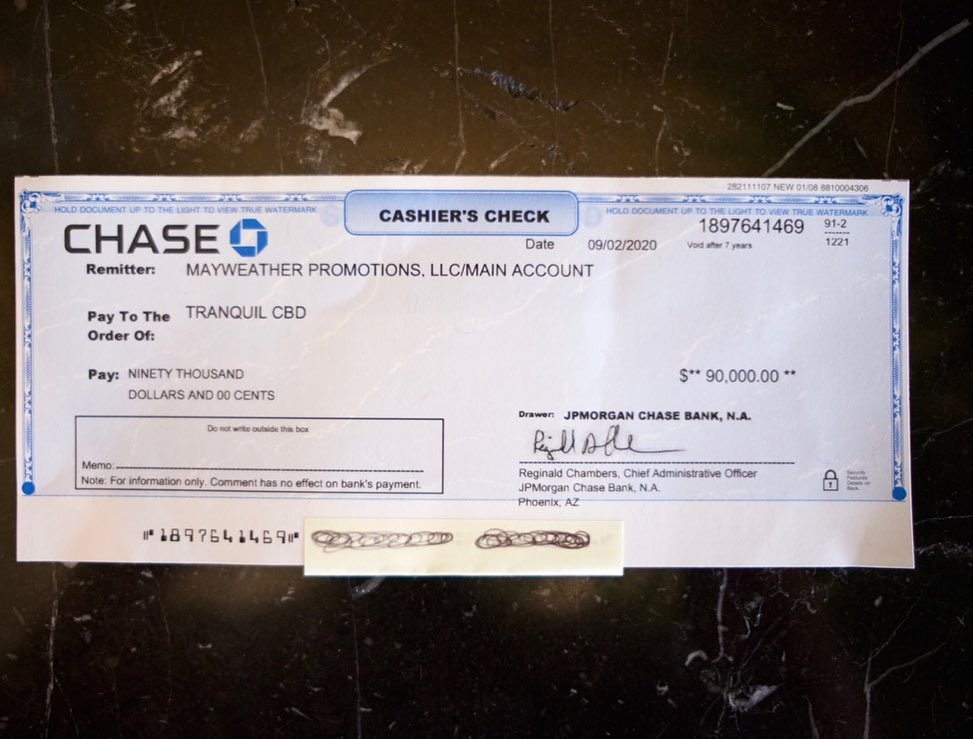 282111107 NEW 01/08 8810004306
HOLD DOCUMENT UP TO THE LIGHT TO VIEW TRUE WATERMARK
CASHIER'S CHECK
HOLD DOCUMENT UP TO THE LIGHT TO VIEW TRUE WATERMARK
CHASE
1897641469
91-2
1221
Date 09/02/2020
Void after 7 years
Remitter: MAYWEATHER PROMOTIONS, LLC/MAIN ACCOUNT
Pay To The
Order Of:
TRANQUIL CBD
Pay: NINETY THOUSAND
DOLLARS AND 00 CENTS
$** 90,000.00 **
Do not write outside this box
Memo:
Note: For information only. Comment has no effect on bank's payment.
Drawer: JPMORGAN CHASE BANK, N.A.
Reginald Chambers, Chief Administrative Officer
JPMorgan Chase Bank, N.A.
Phoenix, AZ
Security
Features
Details on
Back.
⑈1897641469⑈